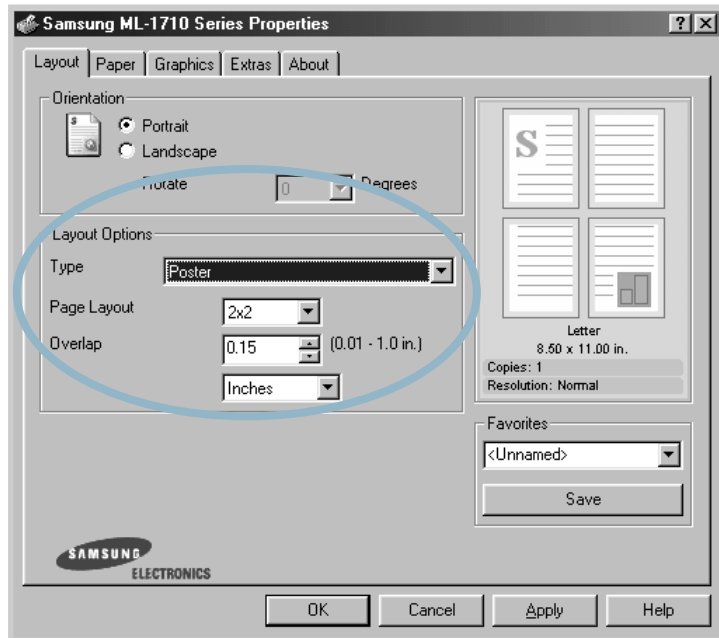 Samsung ML-1710 Series Properties
Layout Paper Graphics Extras About
Orientation
Portrait
Landscape
Rotate 0 Degrees
Layout Options
Type Poster
Page Layout 2x2
Overlap 0.15 (0.01 - 1.0 in.)
Inches
S
S
Letter
8.50 x 11.00 in.
Copies: 1
Resolution: Normal
Favorites
<Unnamed>
Save
SAMSUNG
ELECTRONICS
OK Cancel Apply Help